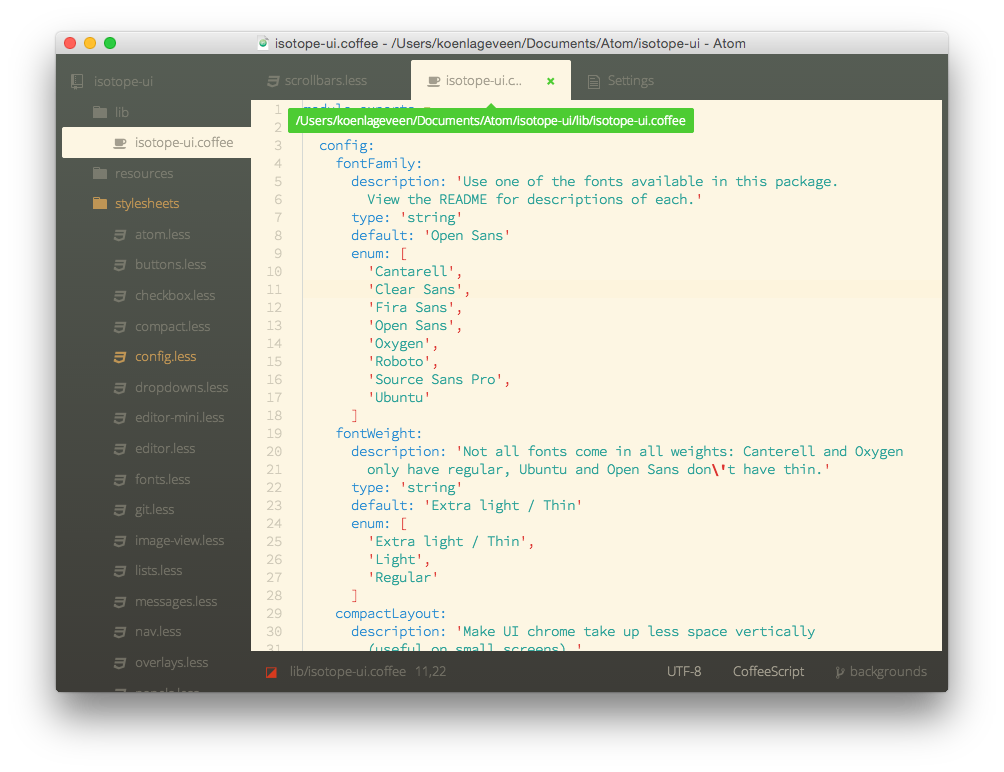 isotope-ui.coffee - /Users/koenlageveen/Documents/Atom/isotope-ui - Atom
isotope-ui
lib
isotope-ui.coffee
resources
stylesheets
atom.less
buttons.less
checkbox.less
compact.less
config.less
dropdowns.less
editor-mini.less
editor.less
fonts.less
git.less
image-view.less
lists.less
messages.less
nav.less
overlays.less
scrollbars.less
isotope-ui.c...
Settings
/Users/koenlageveen/Documents/Atom/isotope-ui/lib/isotope-ui.coffee
1
2
3 config:
4 fontFamily:
5 description: 'Use one of the fonts available in this package.
6 View the README for descriptions of each.'
7 type: 'string'
8 default: 'Open Sans'
9 enum: [
10 'Cantarell',
11 'Clear Sans',
12 'Fira Sans',
13 'Open Sans',
14 'Oxygen',
15 'Roboto',
16 'Source Sans Pro',
17 'Ubuntu'
18 ]
19 fontWeight:
20 description: 'Not all fonts come in all weights: Canterell and Oxygen
21 only have regular, Ubuntu and Open Sans don\'t have thin.'
22 type: 'string'
23 default: 'Extra light / Thin'
24 enum: [
25 'Extra light / Thin',
26 'Light',
27 'Regular'
28 ]
29 compactLayout:
30 description: 'Make UI chrome take up less space vertically
31 (useful on small screens).'
lib/isotope-ui.coffee 11,22
UTF-8
CoffeeScript
backgrounds